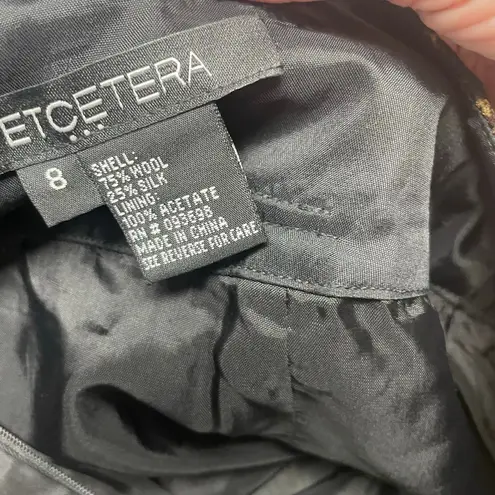 ETCETERA
8
SHELL:
75% WOOL
25% SILK
LINING:
100% ACETATE
RN # 093698
MADE IN CHINA
SEE REVERSE FOR CARE